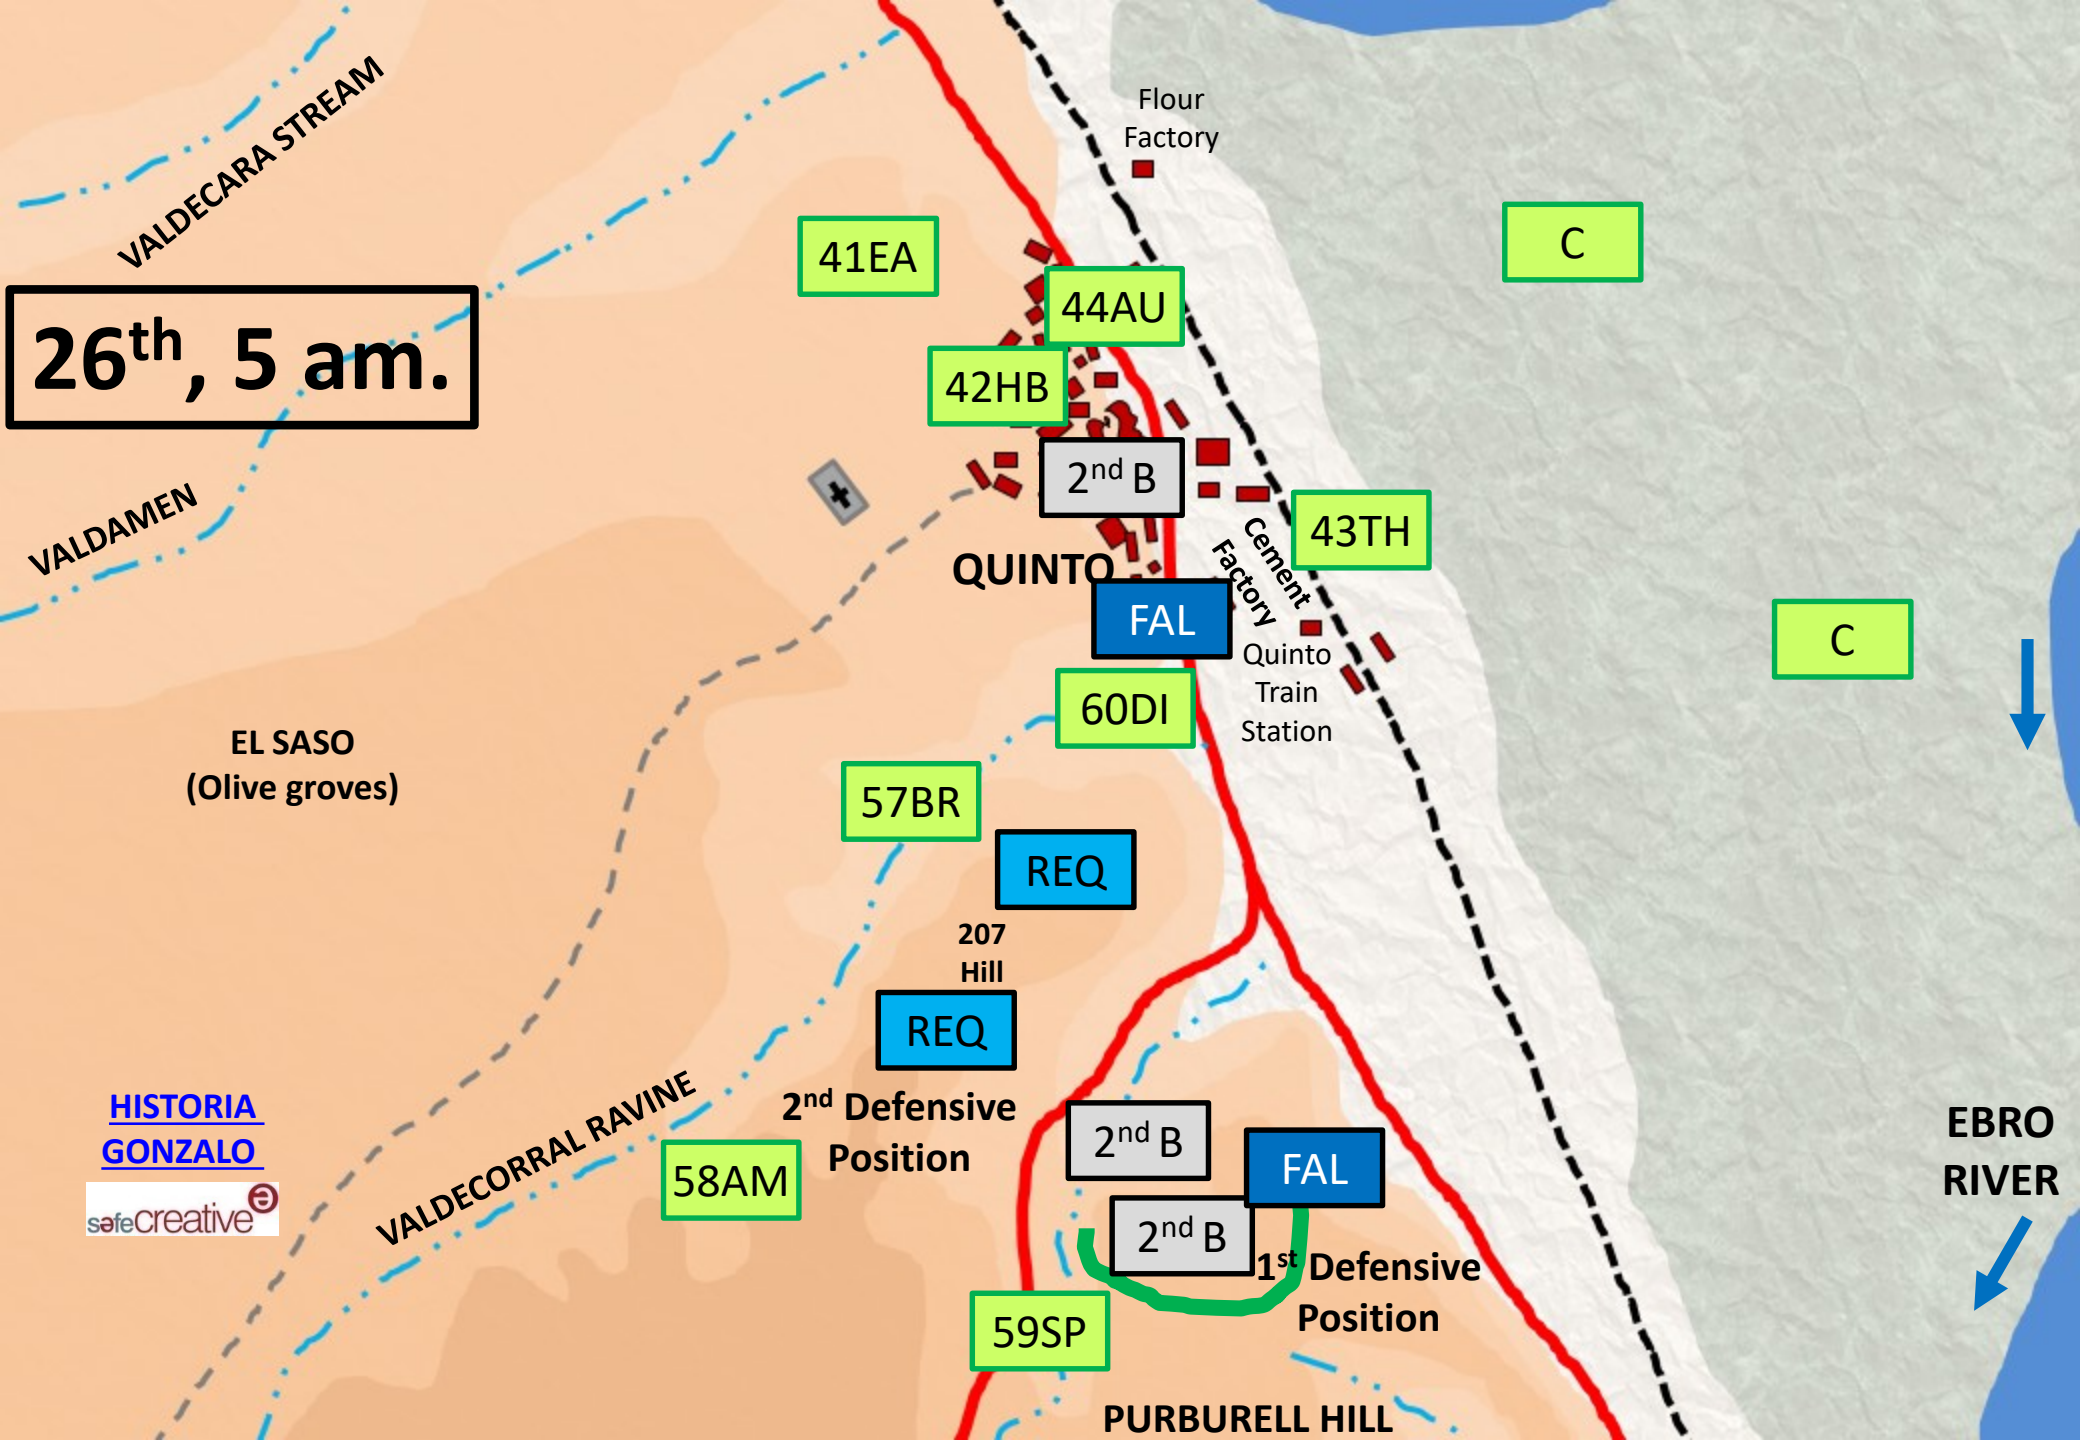 Flour
Factory
VALDECARA STREAM
41EA
C
44AU
26th, 5 am.
42HB
2nd B
VALDAMEN
43TH
Cement
Factory
QUINTO
FAL
C
Quinto
Train
Station
60DI
EL SASO
(Olive groves)
57BR
REQ
207
Hill
REQ
HISTORIA
GONZALO
safeCreative
VALDECORRAL RAVINE
2nd Defensive
Position
58AM
2nd B
FAL
2nd B
1st Defensive
Position
EBRO
RIVER
59SP
PURBURELL HILL